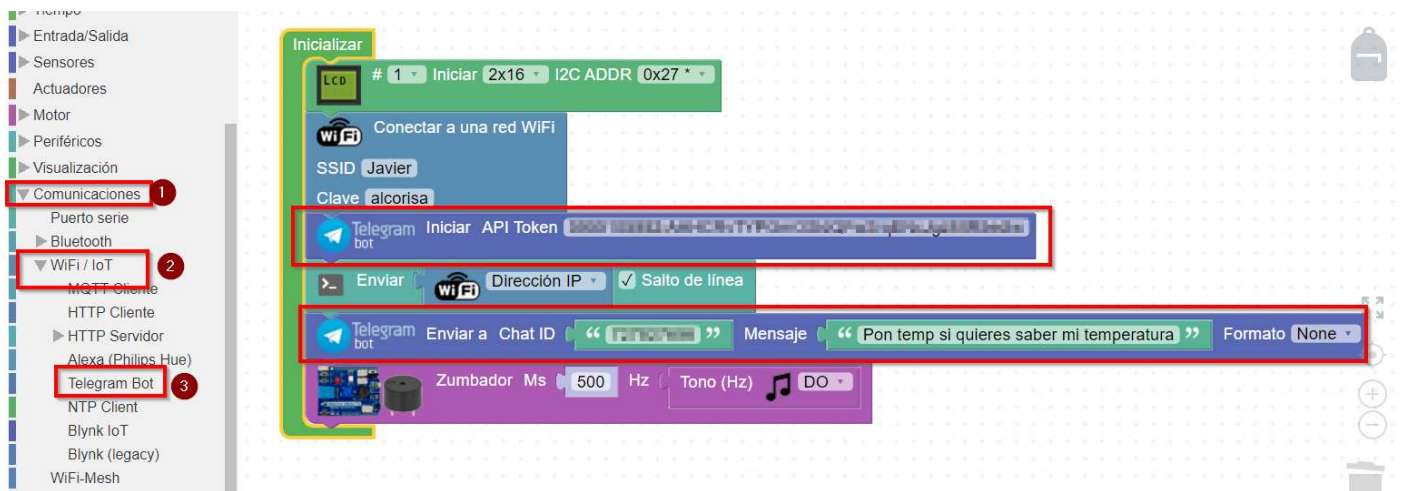 Entrada/Salida
Sensores
Actuadores
Motor
Periféricos
Visualización
Comunicaciones 1
Puerto serie
Bluetooth
WiFi / IoT 2
MQTT Cliente
HTTP Cliente
HTTP Servidor
Alexa (Philips Hue)
Telegram Bot 3
NTP Client
Blynk IoT
Blynk (legacy)
WiFi-Mesh
Inicializar
LCD # 1 Iniciar 2x16 I2C ADDR 0x27 *
WiFi Conectar a una red WiFi
SSID Javier
Clave alcorisa
Telegram bot Iniciar API Token
Enviar WiFi Dirección IP Salto de línea
Telegram bot Enviar a Chat ID “ ” Mensaje “ Pon temp si quieres saber mi temperatura ” Formato None
Zumbador Ms 500 Hz Tono (Hz) DO